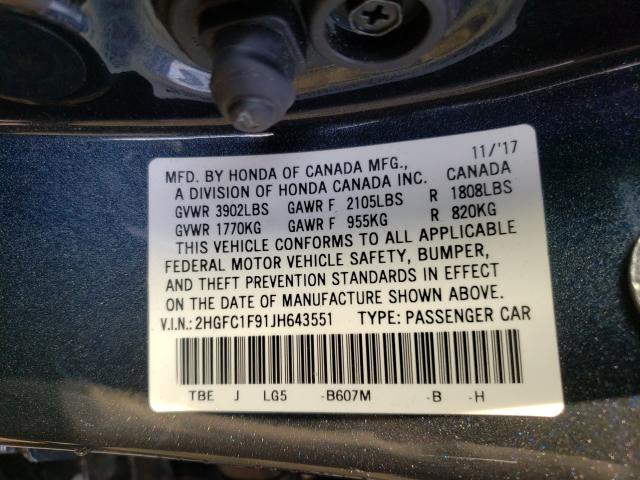 11/'17
MFD. BY HONDA OF CANADA MFG., CANADA
A DIVISION OF HONDA CANADA INC.
GVWR 3902LBS GAWR F 2105LBS R 1808LBS
GVWR 1770KG GAWR F 955KG R 820KG
THIS VEHICLE CONFORMS TO ALL APPLICABLE
FEDERAL MOTOR VEHICLE SAFETY, BUMPER,
AND THEFT PREVENTION STANDARDS IN EFFECT
ON THE DATE OF MANUFACTURE SHOWN ABOVE.
V.I.N.: 2HGFC1F91JH643551 TYPE: PASSENGER CAR
TBE J LG5 -B607M -B -H